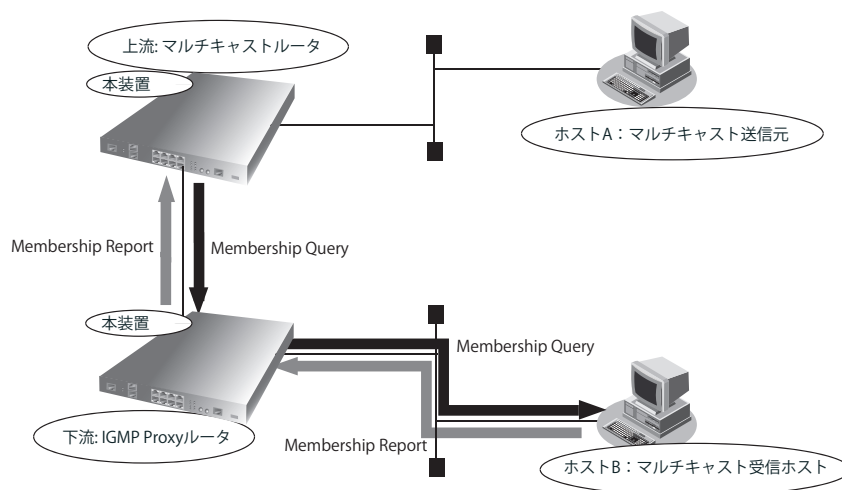 上流: マルチキャストルータ
本装置
ホストA：マルチキャスト送信元
Membership Report
Membership Query
本装置
Membership Query
下流: IGMP Proxyルータ
Membership Report
ホストB：マルチキャスト受信ホスト